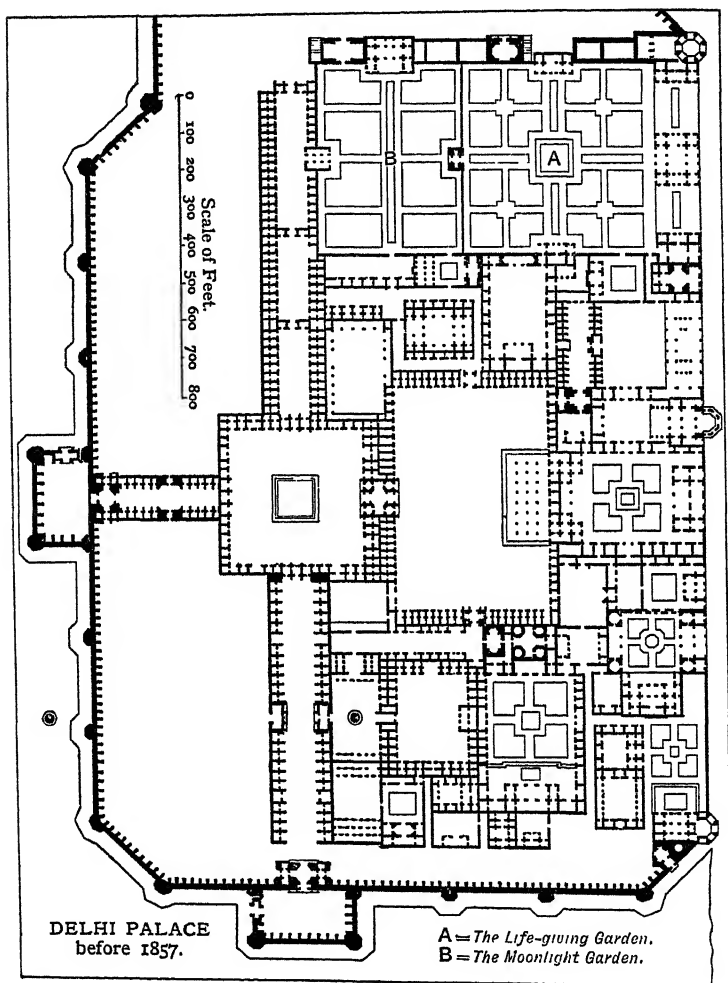 B
A
0
100
200
300
400
500
600
700
800
Scale of Feet.
DELHI PALACE
before 1857.
A = The Life-giving Garden.
B = The Moonlight Garden.